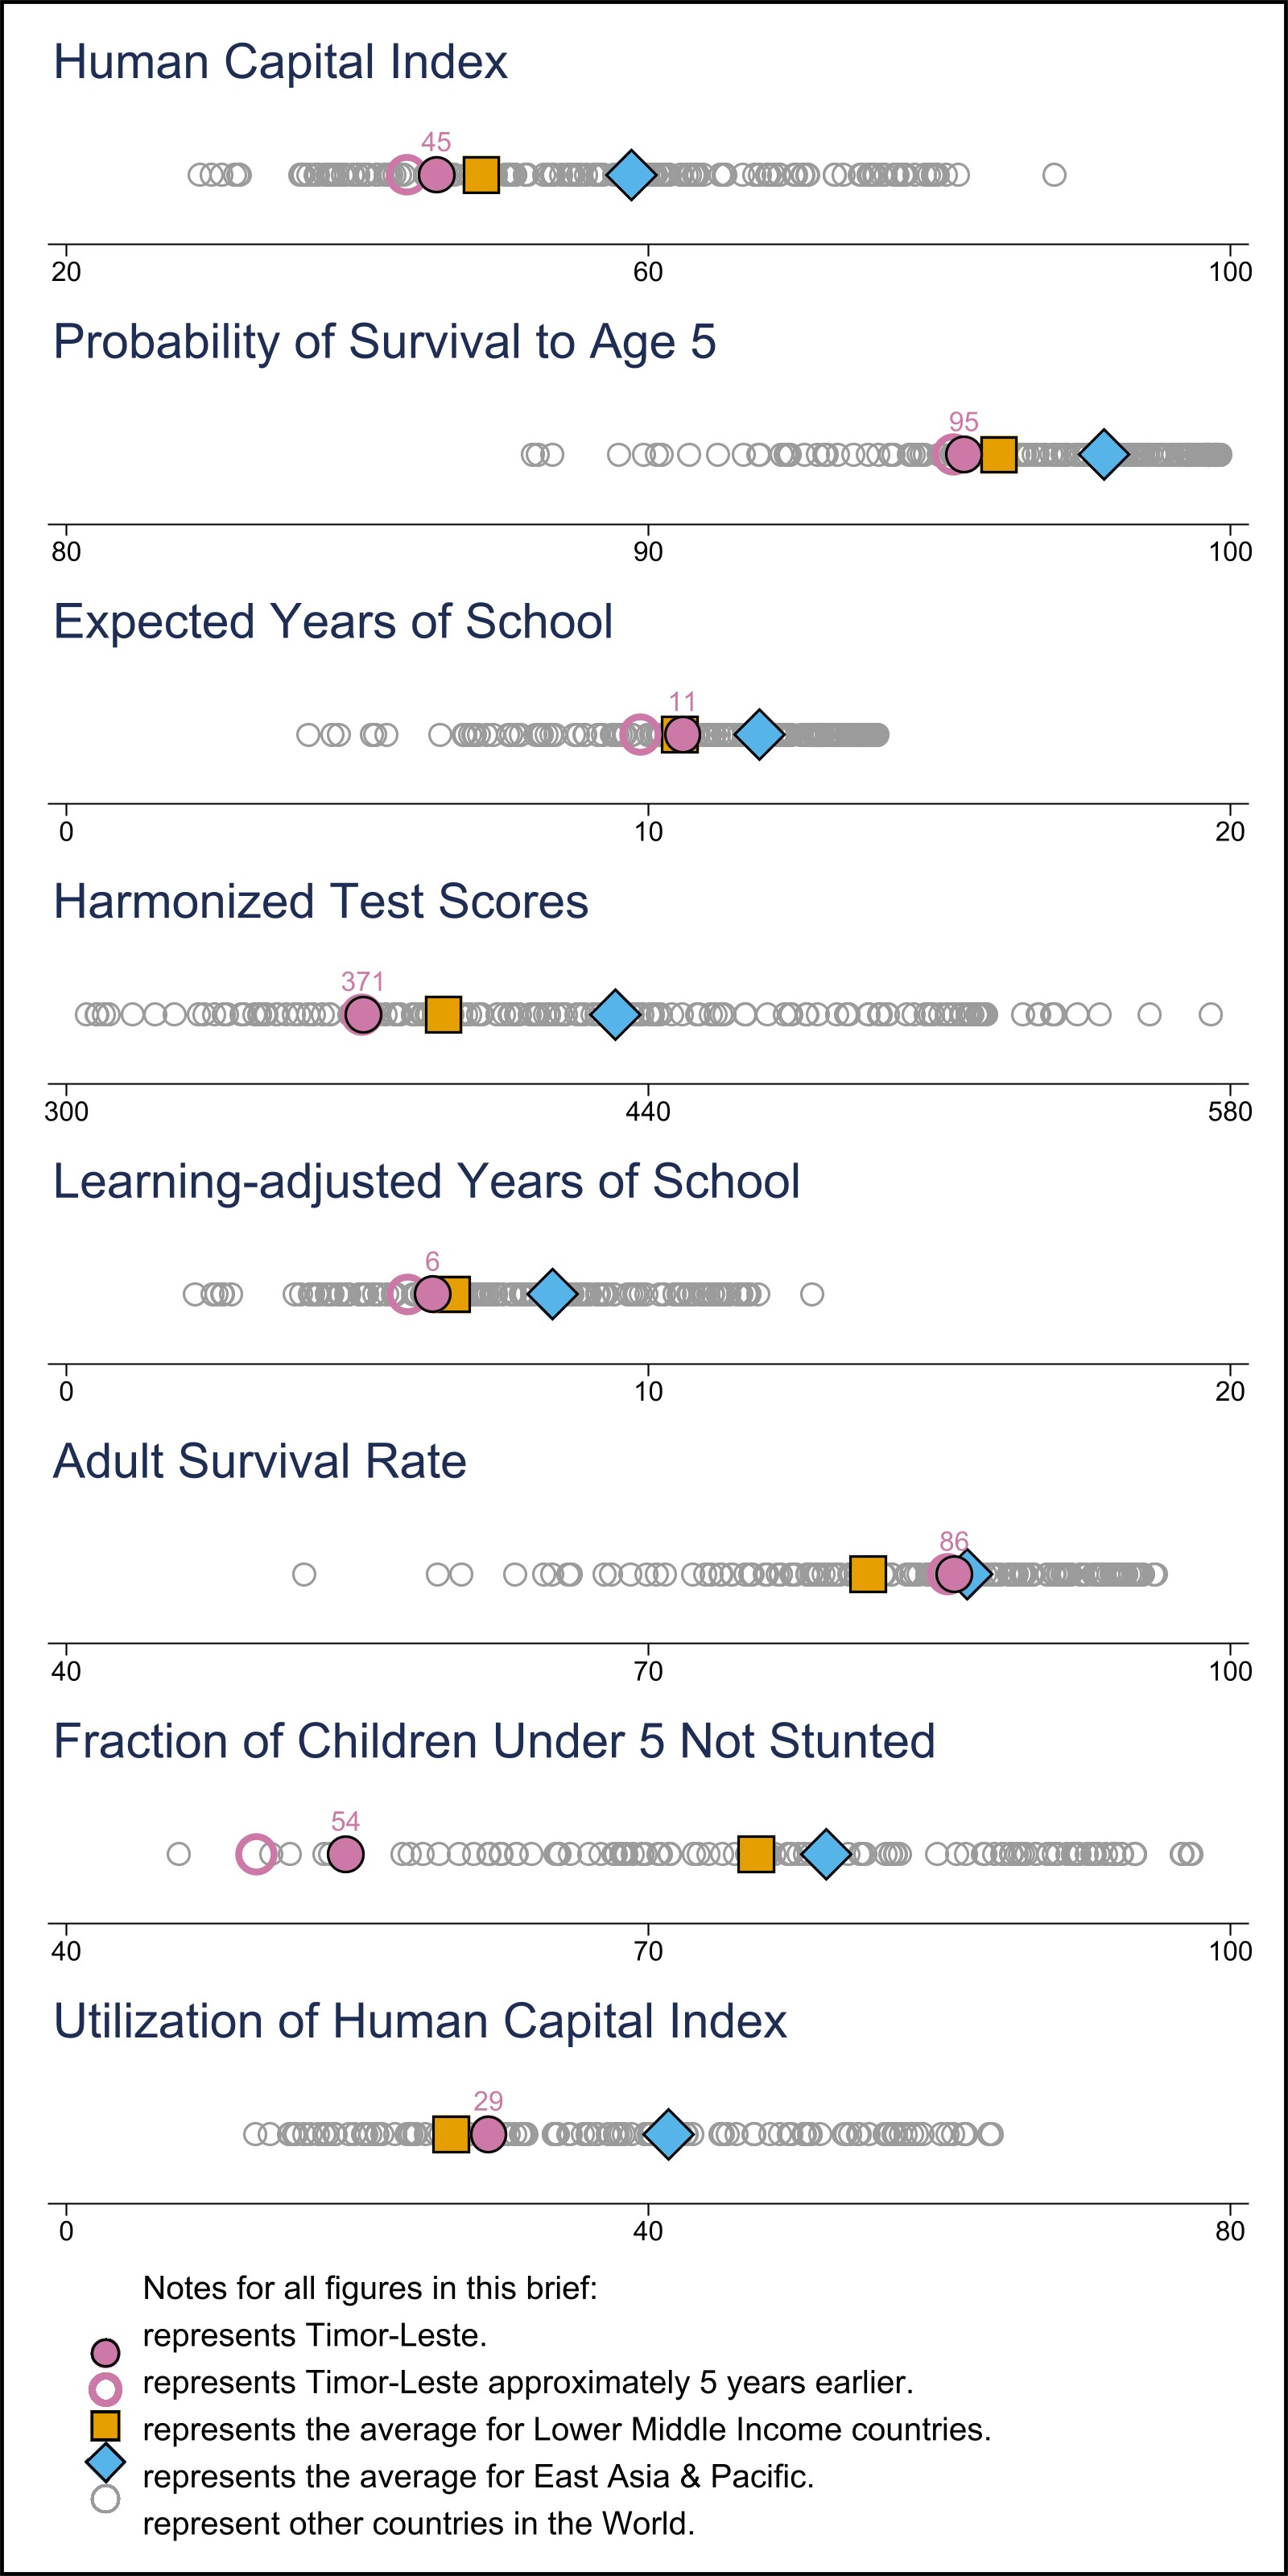 Human Capital Index
45
20 60 100
Probability of Survival to Age 5
95
80 90 100
Expected Years of School
11
0 10 20
Harmonized Test Scores
371
300 440 580
Learning-adjusted Years of School
6
0 10 20
Adult Survival Rate
86
40 70 100
Fraction of Children Under 5 Not Stunted
54
40 70 100
Utilization of Human Capital Index
29
0 40 80
Notes for all figures in this brief:
represents Timor-Leste.
represents Timor-Leste approximately 5 years earlier.
represents the average for Lower Middle Income countries.
represents the average for East Asia & Pacific.
represent other countries in the World.